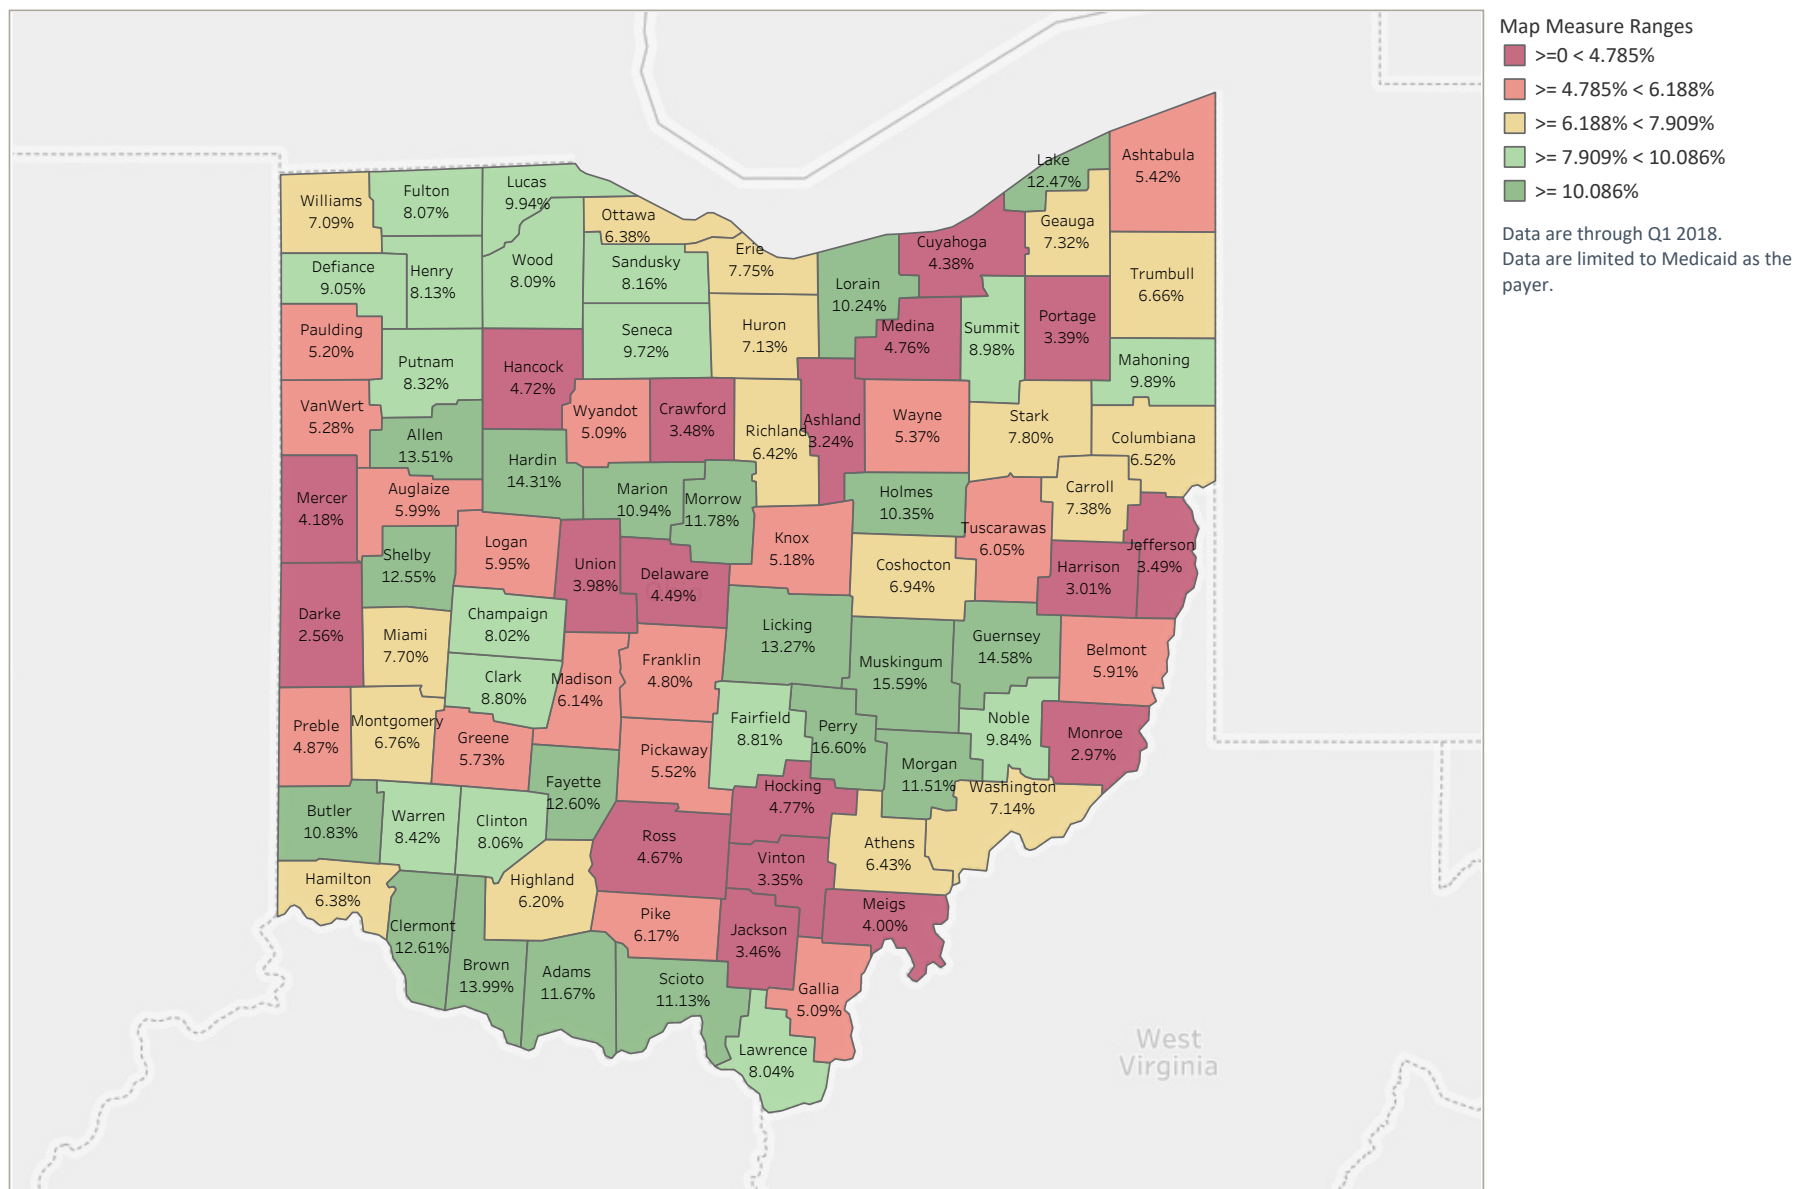 Map Measure Ranges
>=0 < 4.785%
>= 4.785% < 6.188%
>= 6.188% < 7.909%
>= 7.909% < 10.086%
>= 10.086%
Data are through Q1 2018.
Data are limited to Medicaid as the
payer.
Williams
7.09%
Fulton
8.07%
Lucas
9.94%
Ottawa
6.38%
Erie
7.75%
Lake
12.47%
Ashtabula
5.42%
Geauga
7.32%
Cuyahoga
4.38%
Defiance
9.05%
Henry
8.13%
Wood
8.09%
Sandusky
8.16%
Lorain
10.24%
Trumbull
6.66%
Paulding
5.20%
Putnam
8.32%
Hancock
4.72%
Seneca
9.72%
Huron
7.13%
Medina
4.76%
Summit
8.98%
Portage
3.39%
Mahoning
9.89%
VanWert
5.28%
Allen
13.51%
Wyandot
5.09%
Crawford
3.48%
Richland
6.42%
Ashland
3.24%
Wayne
5.37%
Stark
7.80%
Columbiana
6.52%
Mercer
4.18%
Auglaize
5.99%
Hardin
14.31%
Marion
10.94%
Morrow
11.78%
Holmes
10.35%
Carroll
7.38%
Tuscarawas
6.05%
Jefferson
3.49%
Shelby
12.55%
Logan
5.95%
Union
3.98%
Delaware
4.49%
Knox
5.18%
Coshocton
6.94%
Harrison
3.01%
Darke
2.56%
Miami
7.70%
Champaign
8.02%
Licking
13.27%
Muskingum
15.59%
Guernsey
14.58%
Belmont
5.91%
Clark
8.80%
Madison
6.14%
Franklin
4.80%
Preble
4.87%
Montgomery
6.76%
Greene
5.73%
Pickaway
5.52%
Fairfield
8.81%
Perry
16.60%
Noble
9.84%
Monroe
2.97%
Morgan
11.51%
Fayette
12.60%
Hocking
4.77%
Washington
7.14%
Butler
10.83%
Warren
8.42%
Clinton
8.06%
Ross
4.67%
Vinton
3.35%
Athens
6.43%
Hamilton
6.38%
Highland
6.20%
Clermont
12.61%
Pike
6.17%
Jackson
3.46%
Meigs
4.00%
Brown
13.99%
Adams
11.67%
Scioto
11.13%
Gallia
5.09%
Lawrence
8.04%
West
Virginia